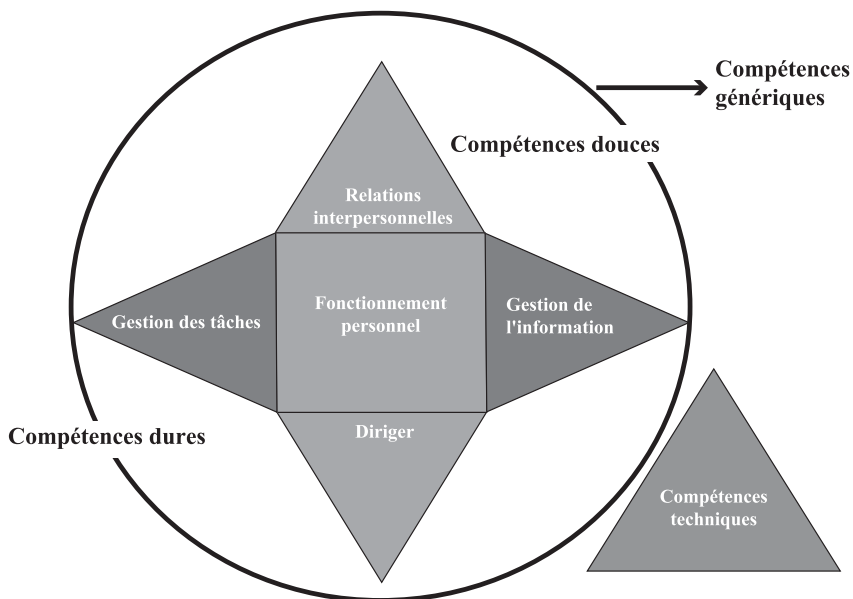 Compétences
génériques
Compétences douces
Relations
interpersonnelles
Gestion des tâches
Fonctionnement
personnel
Gestion de
l'information
Compétences dures
Diriger
Compétences
techniques